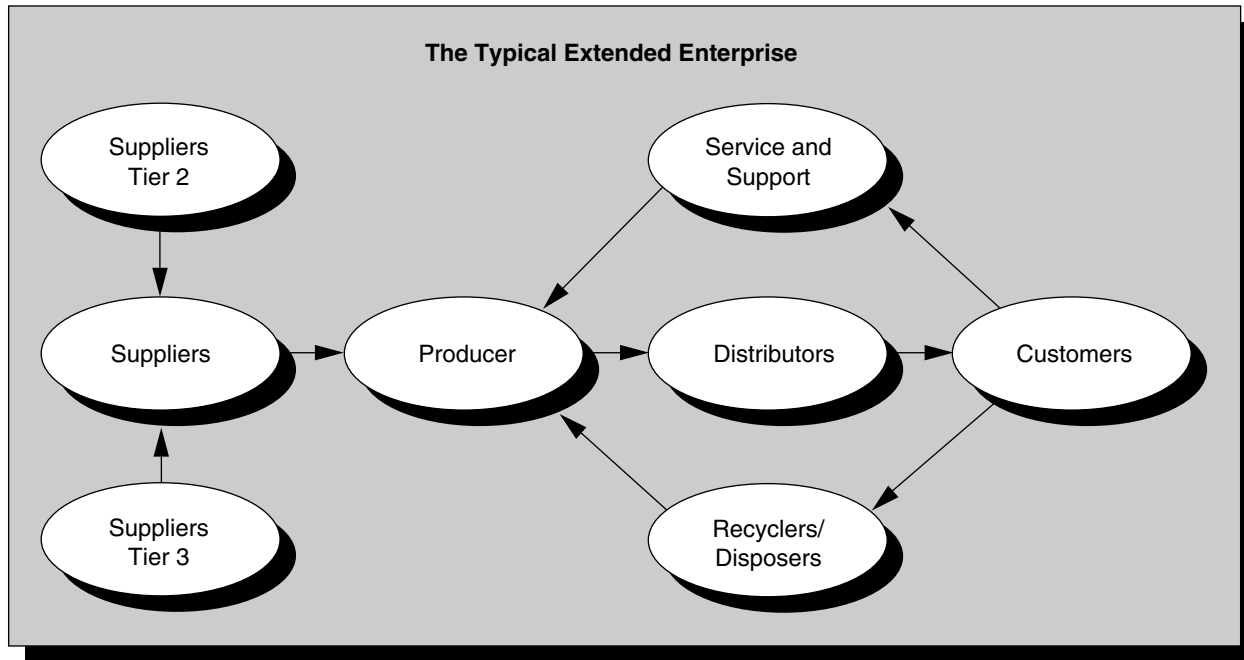 The Typical Extended Enterprise
Suppliers
Tier 2
Service and
Support
Suppliers
Producer
Distributors
Customers
Suppliers
Tier 3
Recyclers/
Disposers